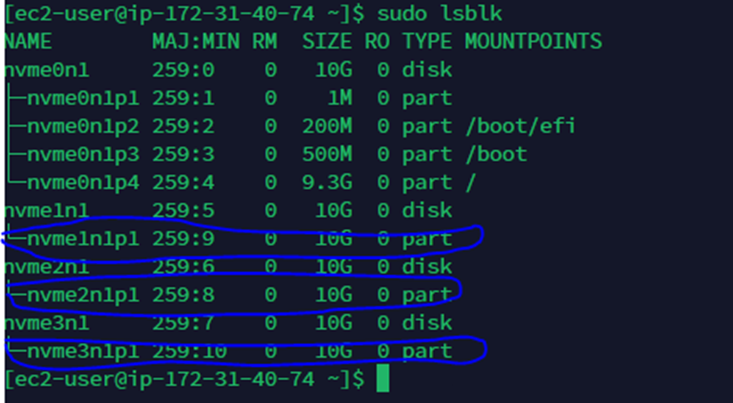 [ec2-user@ip-172-31-40-74 ~]$ sudo lsblk
NAME        MAJ:MIN RM  SIZE RO TYPE MOUNTPOINTS
nvme0n1     259:0    0   10G  0 disk
├─nvme0n1p1 259:1    0    1M  0 part
├─nvme0n1p2 259:2    0  200M  0 part /boot/efi
├─nvme0n1p3 259:3    0  500M  0 part /boot
└─nvme0n1p4 259:4    0  9.3G  0 part /
nvme1n1     259:5    0   10G  0 disk
└─nvme1n1p1 259:9    0   10G  0 part
nvme2n1     259:6    0   10G  0 disk
└─nvme2n1p1 259:8    0   10G  0 part
nvme3n1     259:7    0   10G  0 disk
└─nvme3n1p1 259:10   0   10G  0 part
[ec2-user@ip-172-31-40-74 ~]$